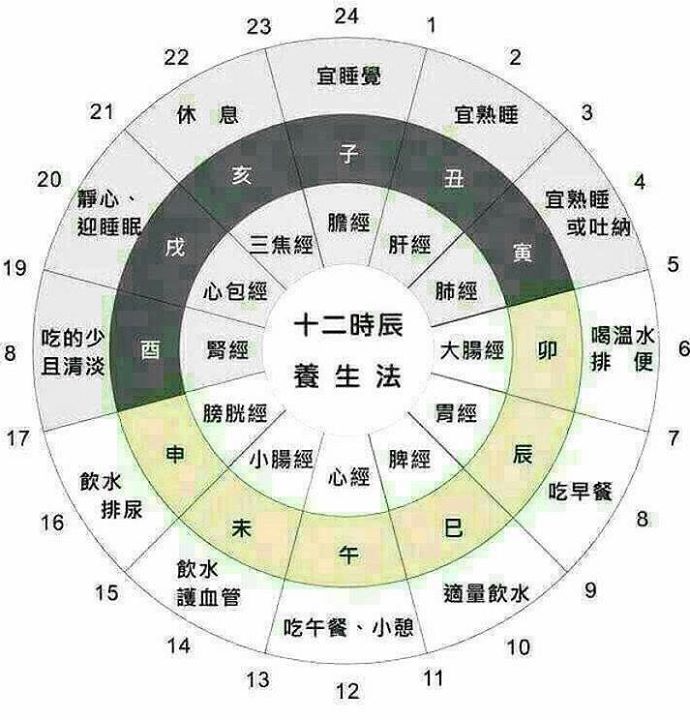 24
1
2
3
4
5
6
7
8
9
10
11
12
13
14
15
16
17
8
19
20
21
22
23
宜睡覺
宜熟睡
宜熟睡
或吐納
喝溫水
排 便
吃早餐
適量飲水
吃午餐、小憩
飲水
護血管
飲水
排尿
吃的少
且清淡
靜心、
迎睡眠
休 息
子
丑
寅
卯
辰
巳
午
未
申
酉
戌
亥
膽經
肝經
肺經
大腸經
胃經
脾經
心經
小腸經
膀胱經
腎經
心包經
三焦經
十二時辰
養生法